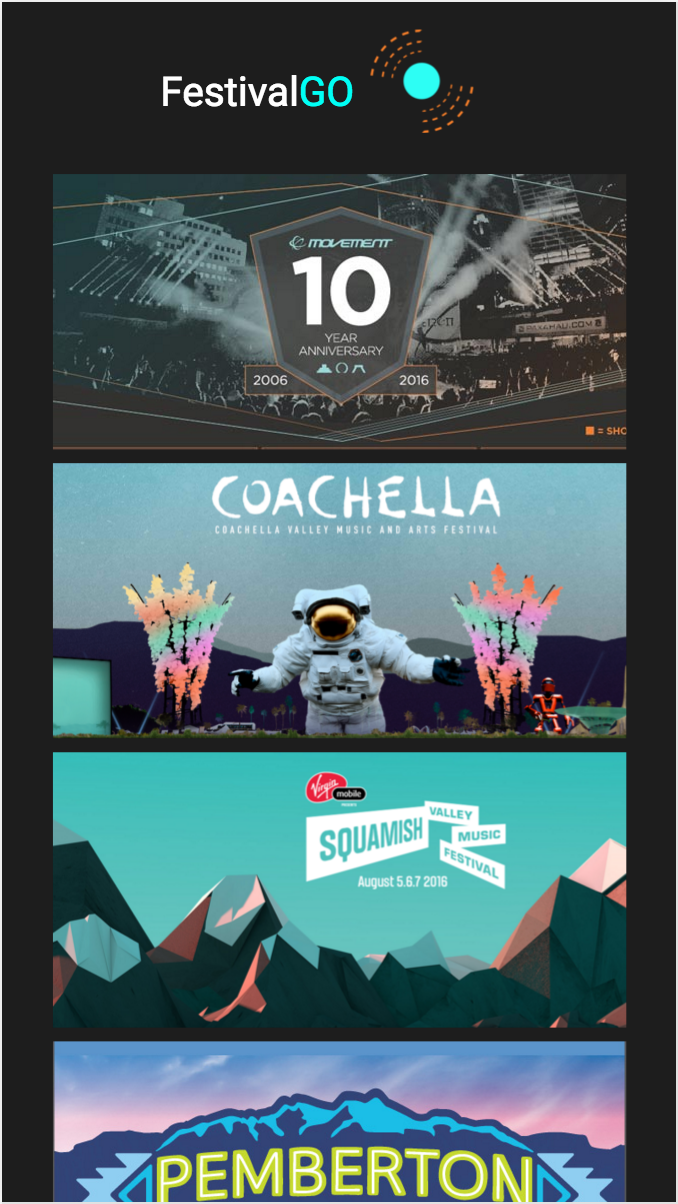 FestivalGO
MOVEMENT
10
YEAR
ANNIVERSARY
2006 2016
PAXAHAU.COM
= SHO
COACHELLA
COACHELLA VALLEY MUSIC AND ARTS FESTIVAL
Virgin
mobile
PRESENTS
SQUAMISH
VALLEY
MUSIC
FESTIVAL
August 5.6.7 2016
PEMBERTON